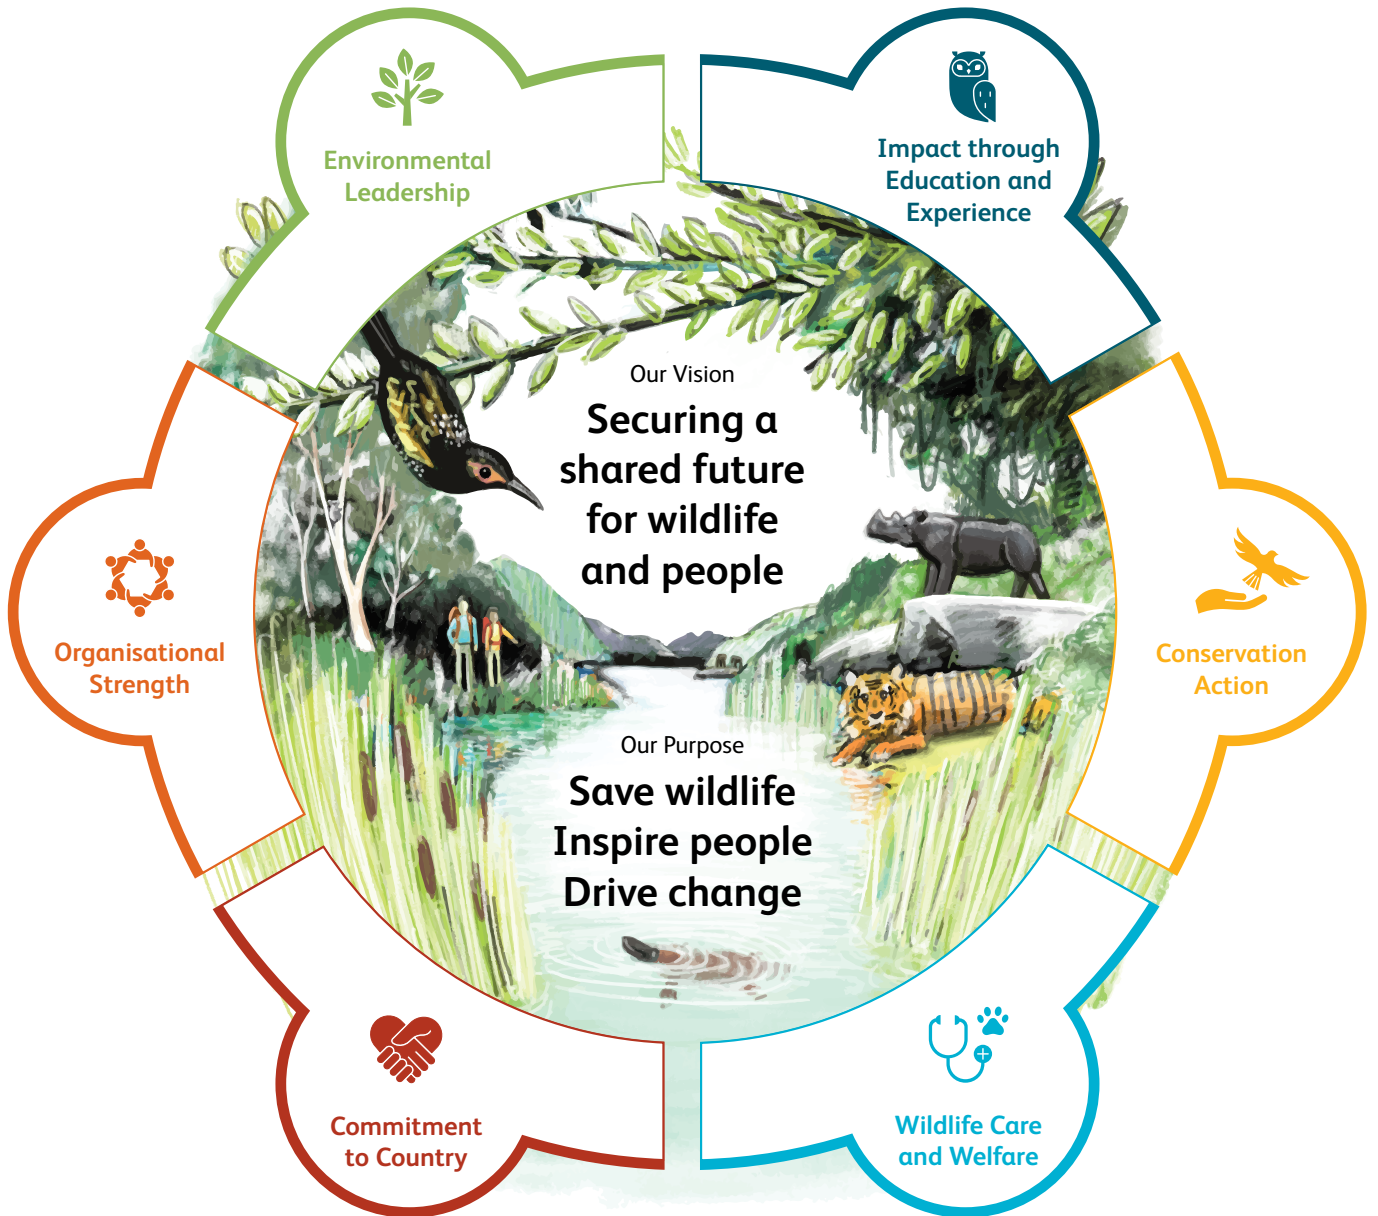 Environmental
Leadership
Impact through
Education and
Experience
Our Vision
Securing a
shared future
for wildlife
and people
Organisational
Strength
Conservation
Action
Our Purpose
Save wildlife
Inspire people
Drive change
Commitment
to Country
Wildlife Care
and Welfare